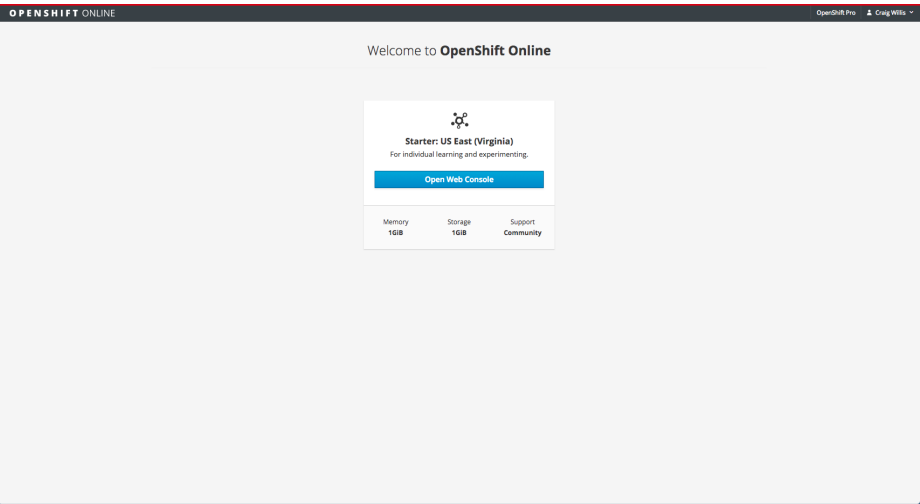 OPENSHIFT ONLINE
OpenShift Pro
Craig Willis
Welcome to OpenShift Online
Starter: US East (Virginia)
For individual learning and experimenting.
Open Web Console
Memory Storage Support
1GiB 1GiB Community